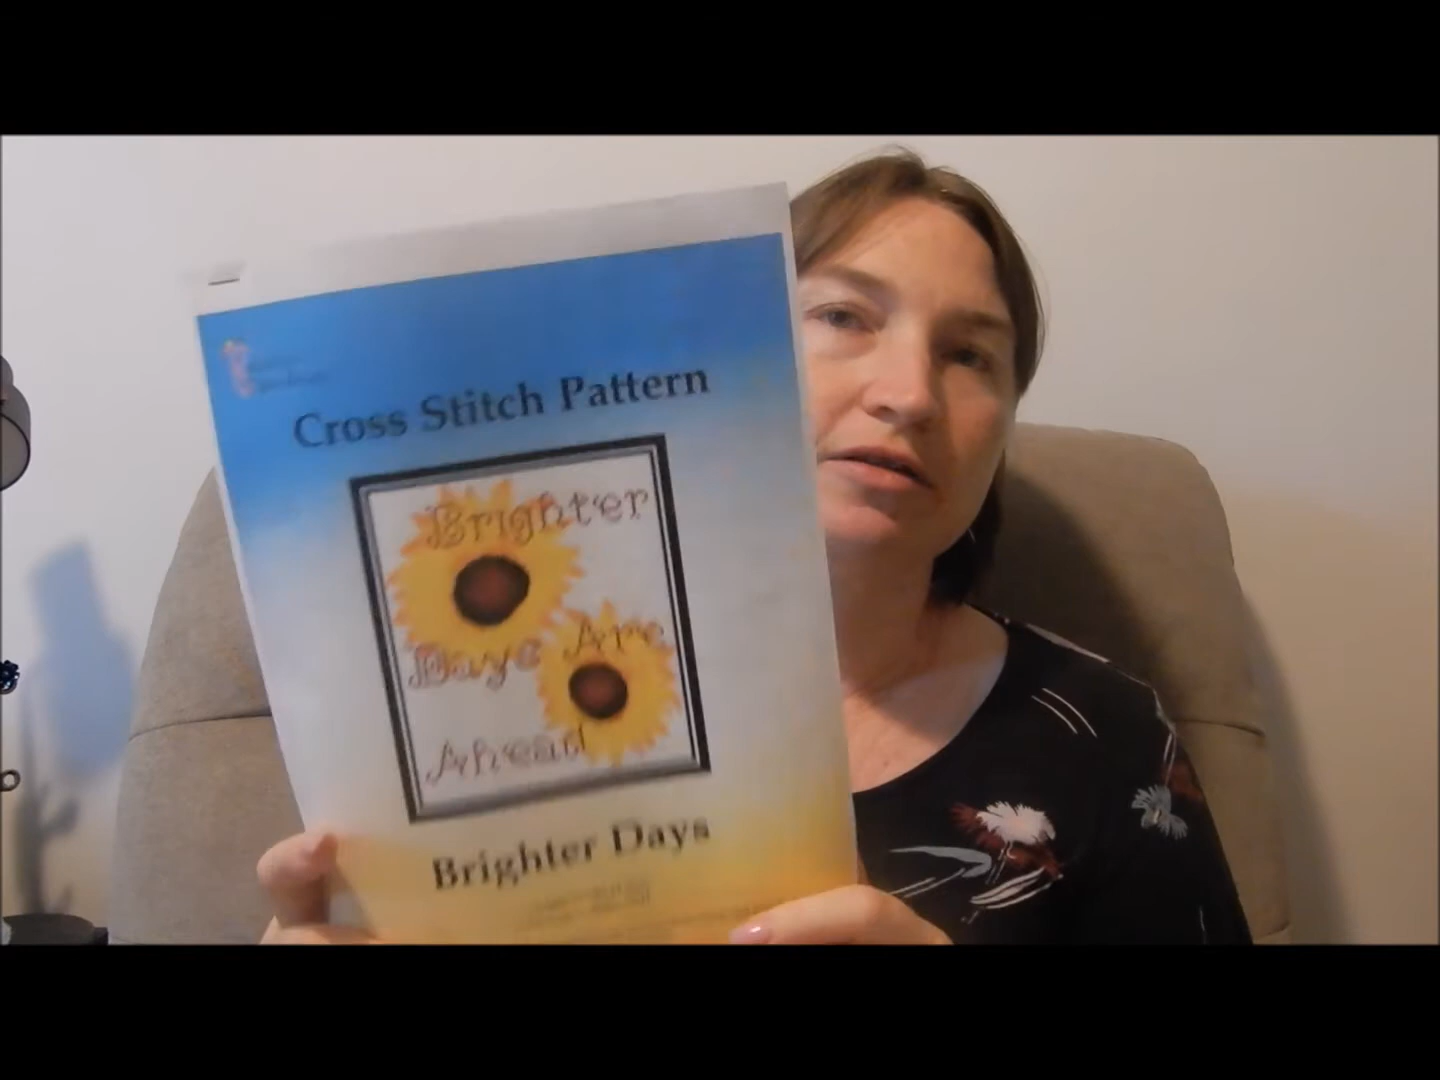 Cross Stitch Pattern
Brighter
Days Are
Ahead
Brighter Days